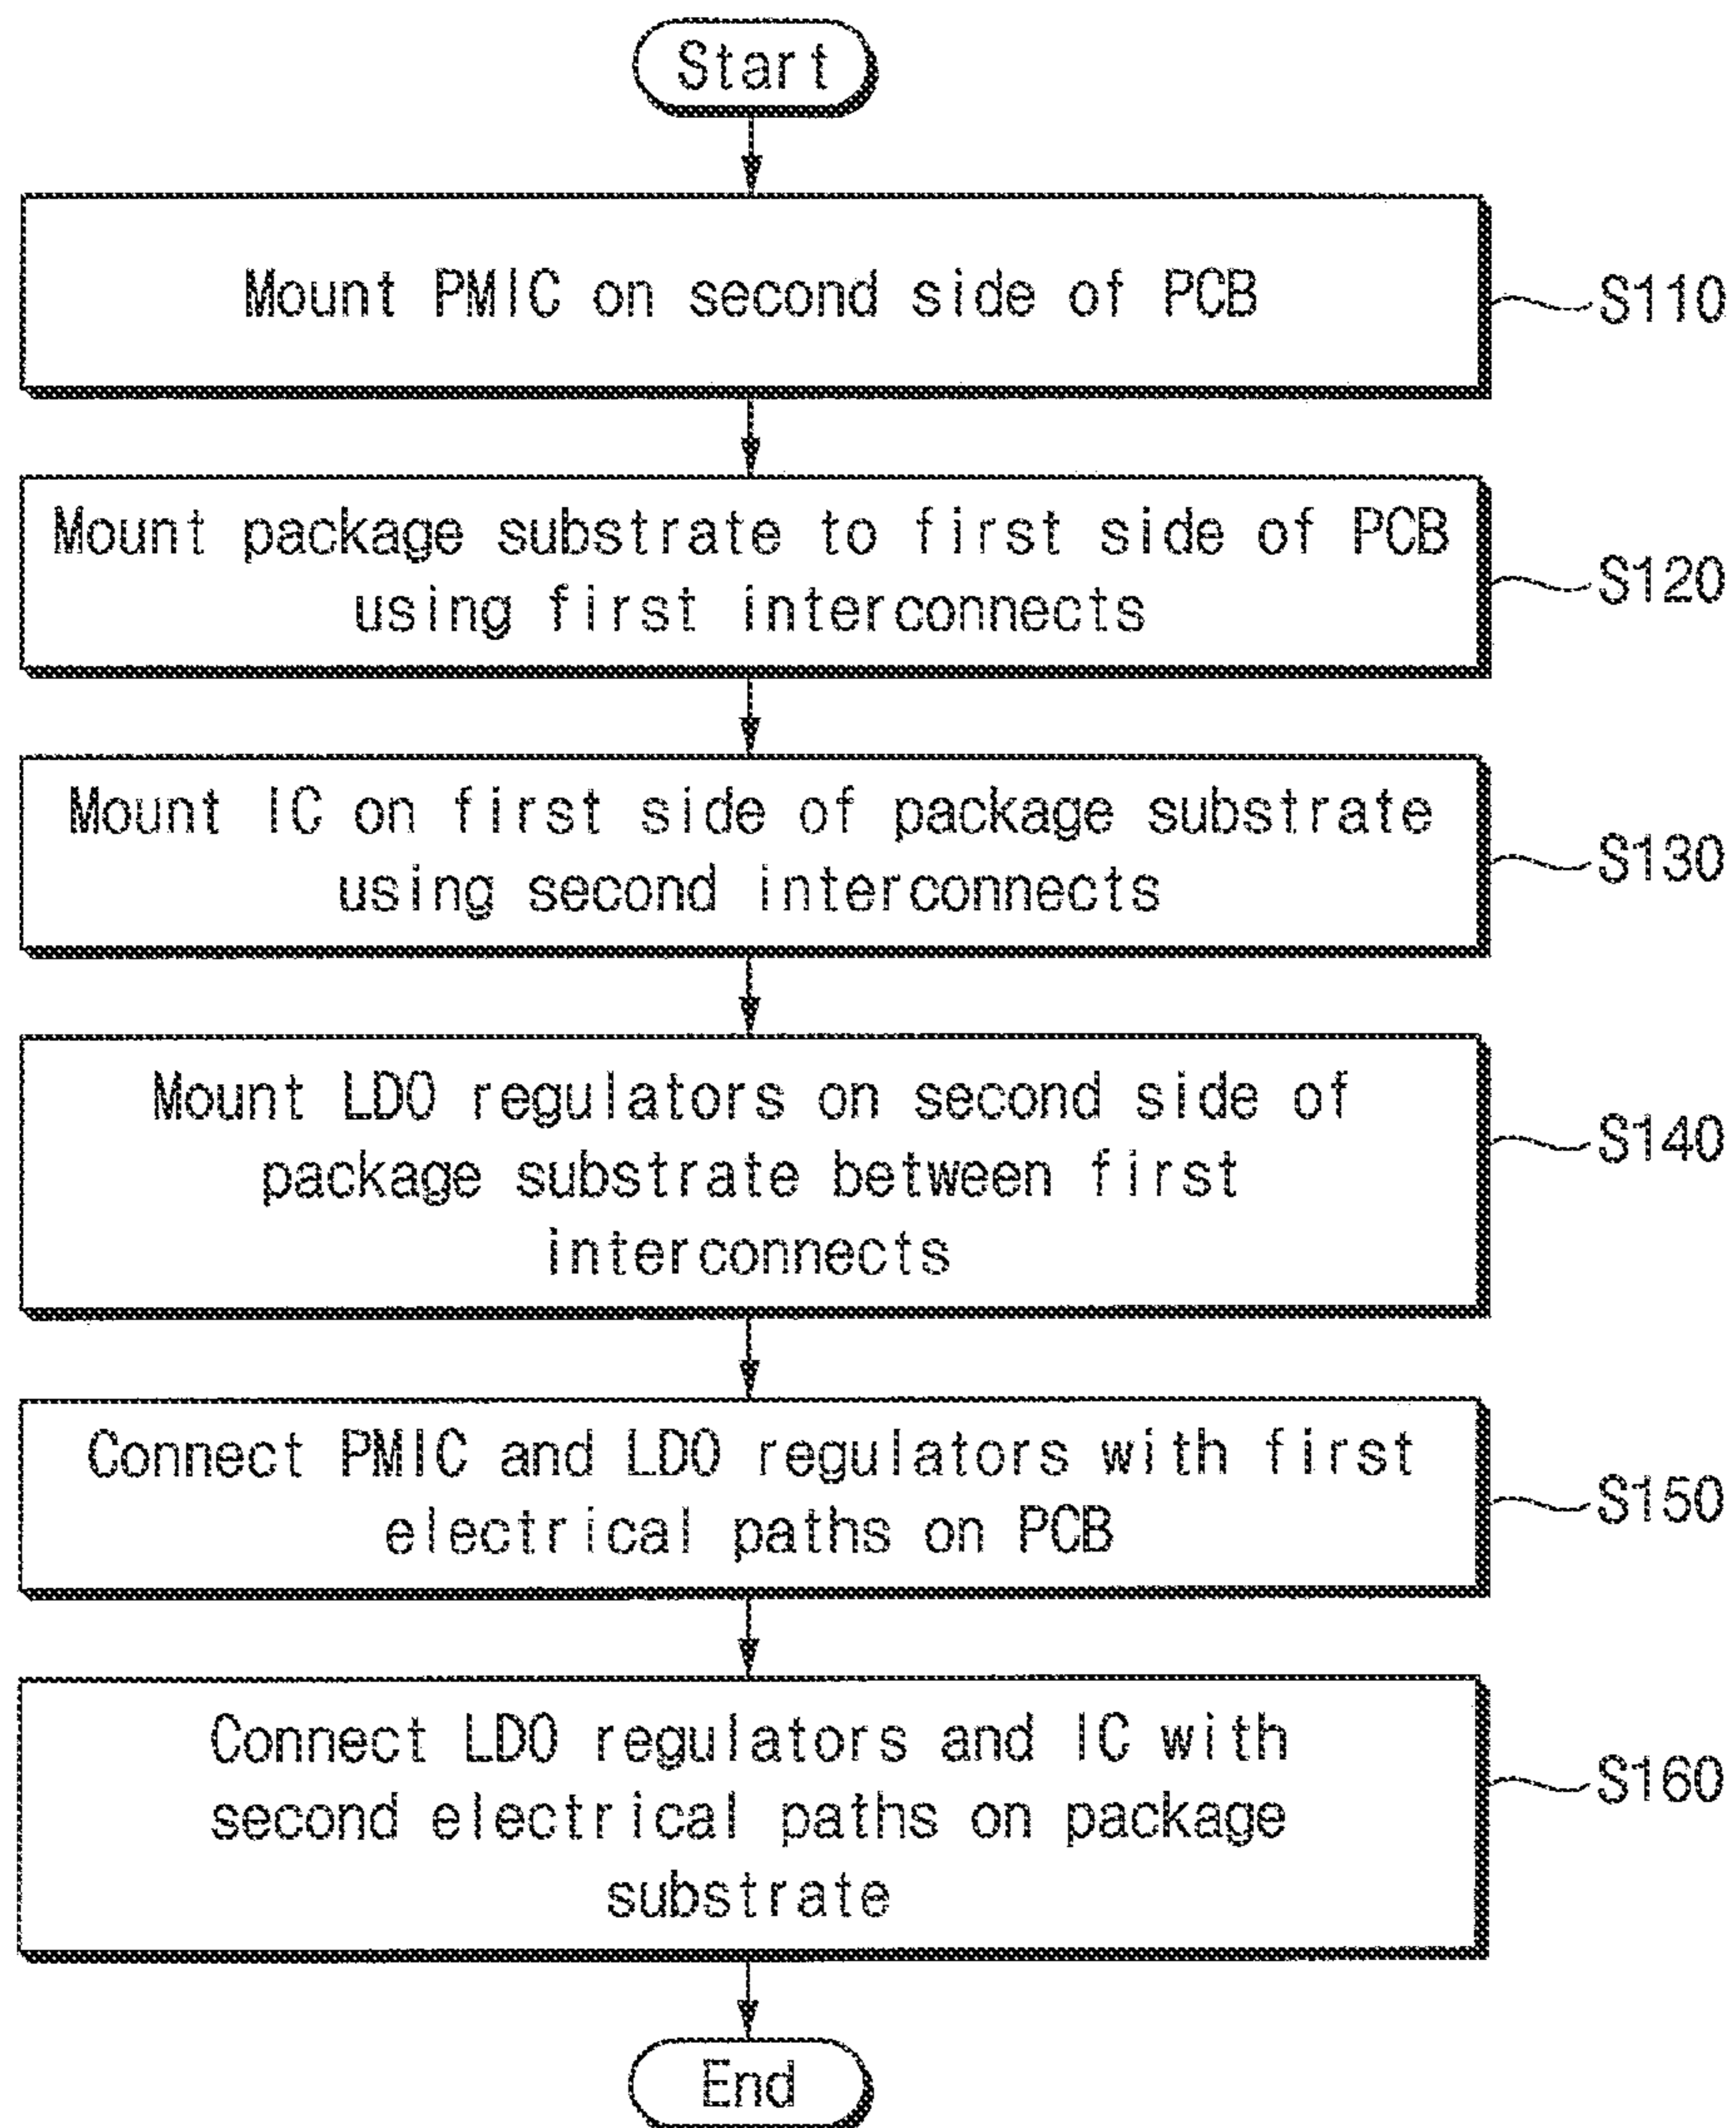 Start
Mount PMIC on second side of PCB
S110
Mount package substrate to first side of PCB
using first interconnects
S120
Mount IC on first side of package substrate
using second interconnects
S130
Mount LDO regulators on second side of
package substrate between first
interconnects
S140
Connect PMIC and LDO regulators with first
electrical paths on PCB
S150
Connect LDO regulators and IC with
second electrical paths on package
substrate
S160
End